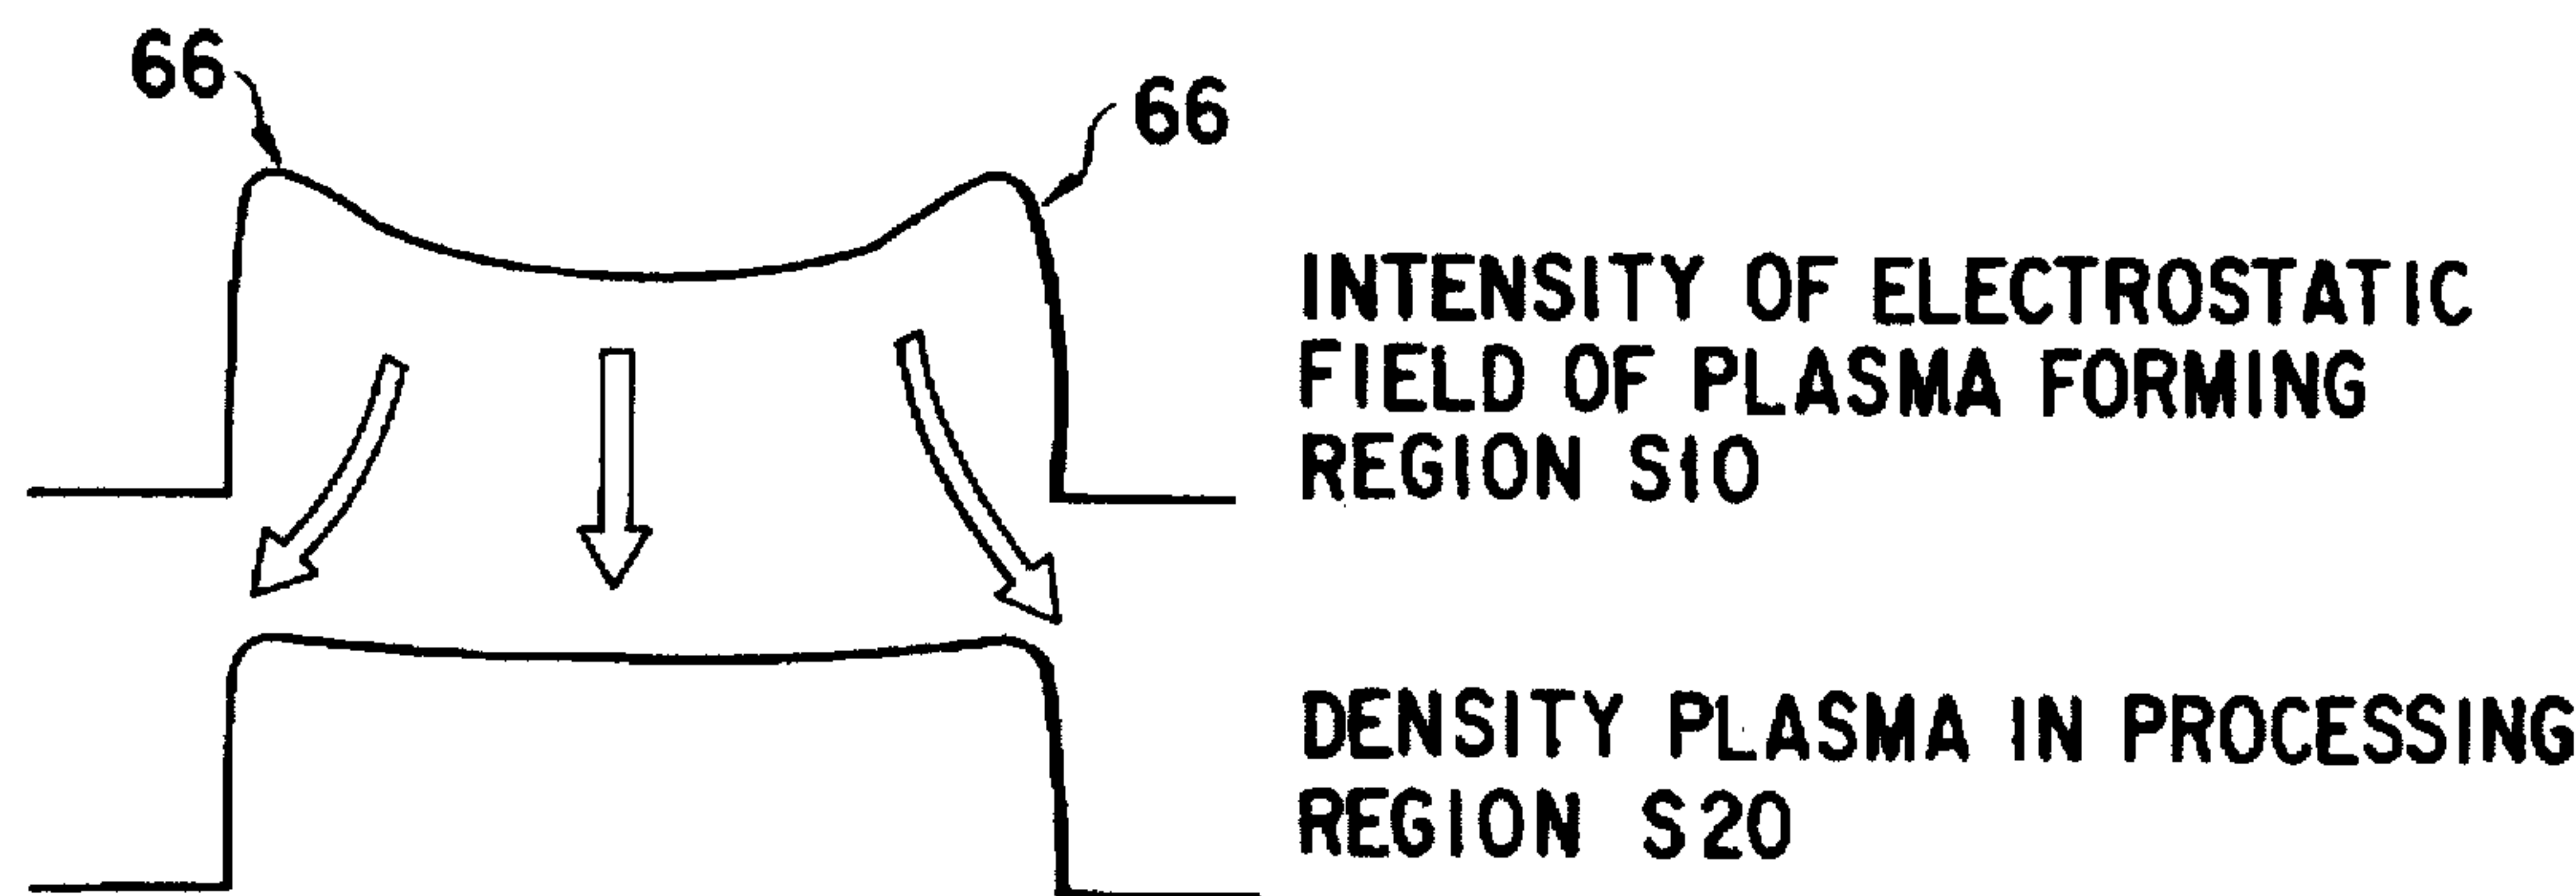 66
66
INTENSITY OF ELECTROSTATIC
FIELD OF PLASMA FORMING
REGION S10
DENSITY PLASMA IN PROCESSING
REGION S20